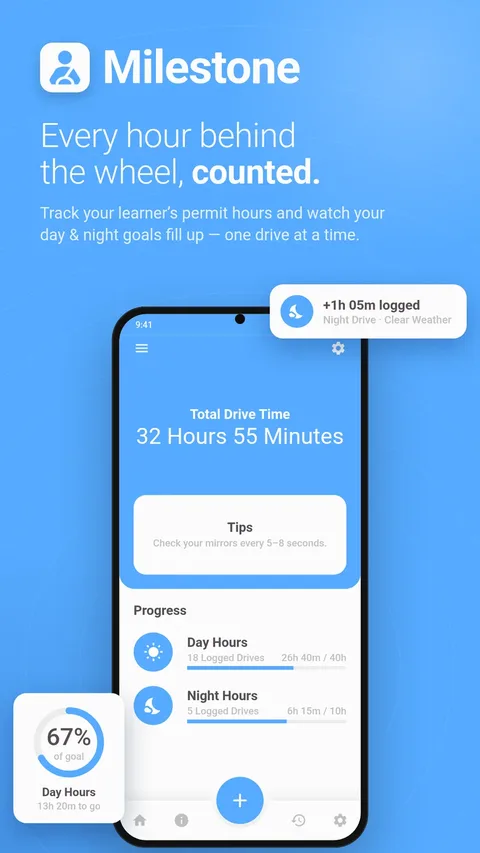 Milestone
Every hour behind
the wheel, counted.
Track your learner’s permit hours and watch your
day & night goals fill up — one drive at a time.
+1h 05m logged
Night Drive · Clear Weather
9:41
Total Drive Time
32 Hours 55 Minutes
Tips
Check your mirrors every 5–8 seconds.
Progress
Day Hours
18 Logged Drives 26h 40m / 40h
Night Hours
5 Logged Drives 6h 15m / 10h
67%
of goal
Day Hours
13h 20m to go